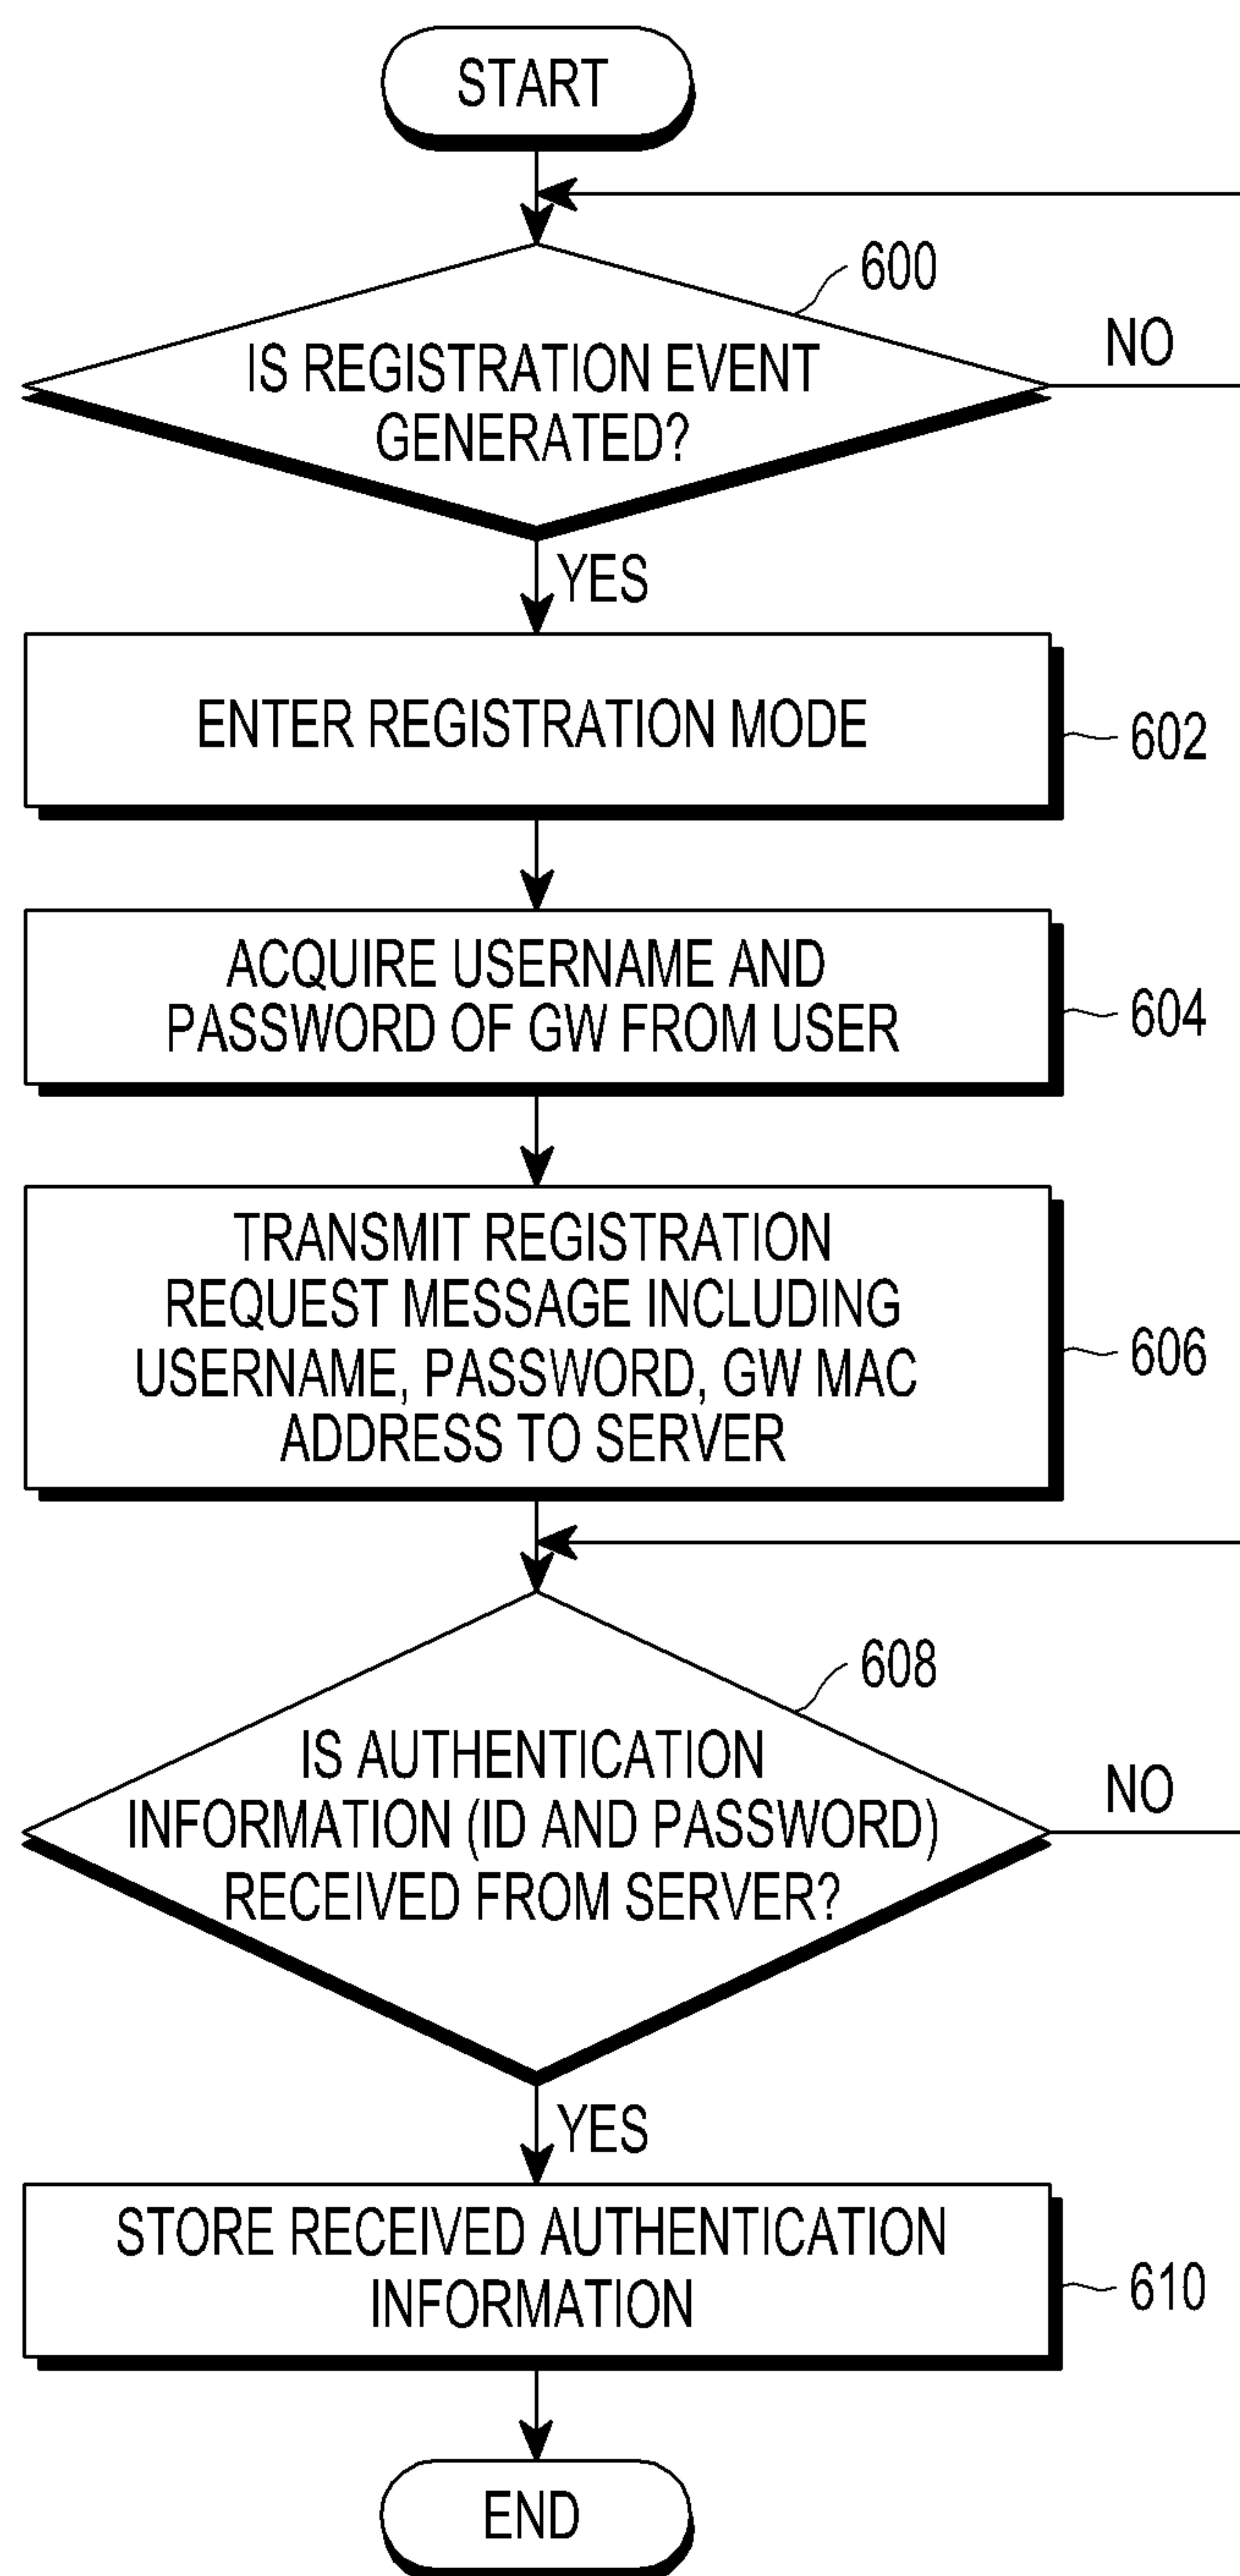 START
600
NO
IS REGISTRATION EVENT
GENERATED?
YES
ENTER REGISTRATION MODE
602
ACQUIRE USERNAME AND
PASSWORD OF GW FROM USER
604
TRANSMIT REGISTRATION
REQUEST MESSAGE INCLUDING
USERNAME, PASSWORD, GW MAC
ADDRESS TO SERVER
606
608
NO
IS AUTHENTICATION
INFORMATION (ID AND PASSWORD)
RECEIVED FROM SERVER?
YES
STORE RECEIVED AUTHENTICATION
INFORMATION
610
END